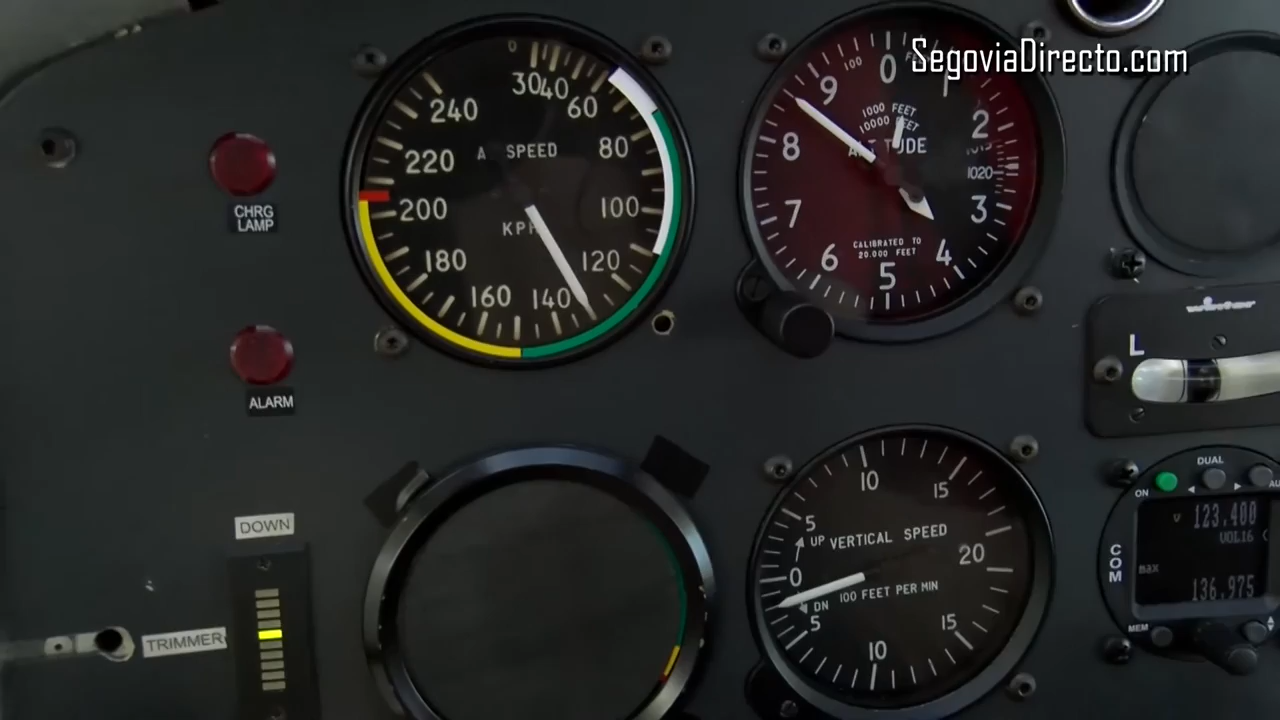 SegoviaDirecto.com
0
30
40
60
80
100
120
140
160
180
200
220
240
A SPEED
KPH
100
0
1
2
3
4
5
6
7
8
9
1000 FEET
10000 FEET
ALTITUDE
1020
CALIBRATED TO
20.000 FEET
CHRG
LAMP
ALARM
DOWN
TRIMMER
L
5
10
15
20
UP
VERTICAL SPEED
0
DN
100 FEET PER MIN
5
10
15
DUAL
ON
AU
COM
123.400
VOL16
max
136.975
MEM